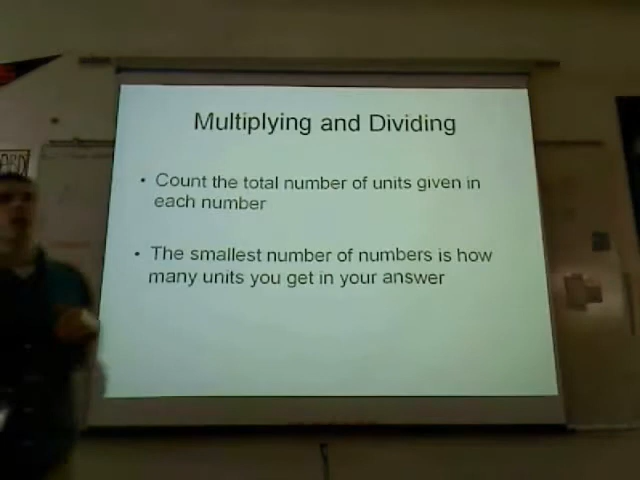 Multiplying and Dividing
• Count the total number of units given in
each number
• The smallest number of numbers is how
many units you get in your answer